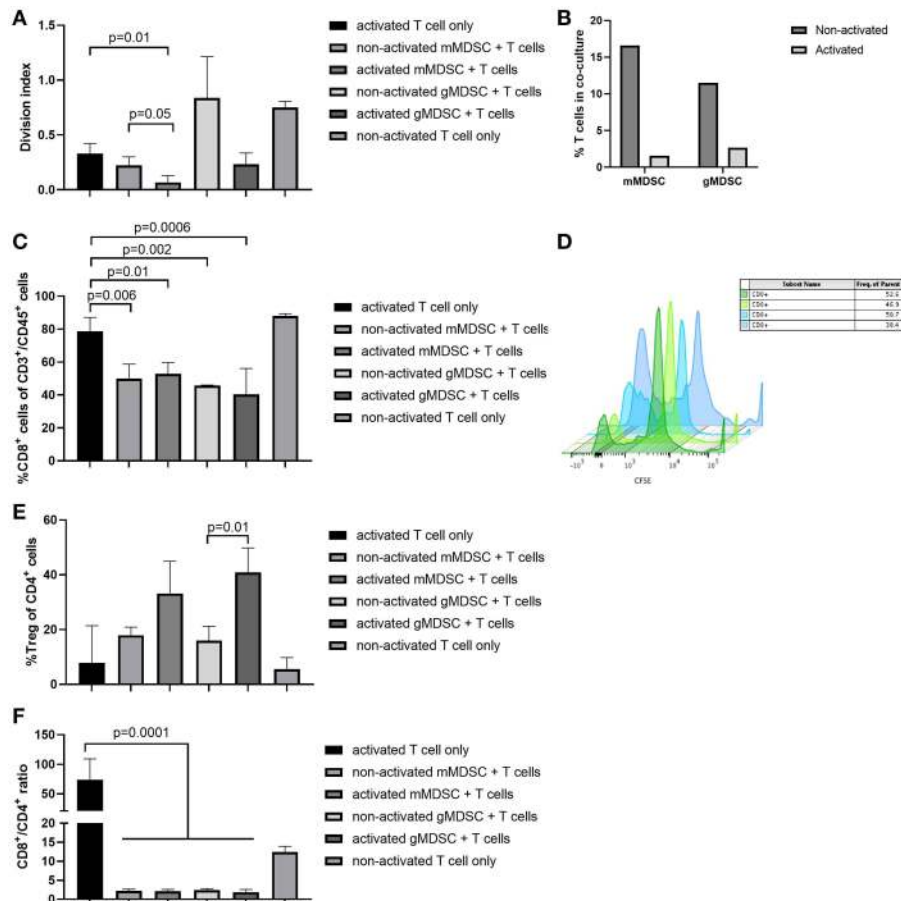 A
Division index
1.0
0.5
0.0
1.5
p=0.01
p=0.05
activated T cell only
non-activated mMDSC + T cells
activated mMDSC + T cells
non-activated gMDSC + T cells
activated gMDSC + T cells
non-activated T cell only
B
% T cells in co-culture
20
15
10
5
0
mMDSC
gMDSC
Non-activated
Activated
C
%CD8+ cells of CD3+/CD45+ cells
100
80
60
40
20
0
p=0.0006
p=0.002
p=0.01
p=0.006
activated T cell only
non-activated mMDSC + T cells
activated mMDSC + T cells
non-activated gMDSC + T cells
activated gMDSC + T cells
non-activated T cell only
D
Subset Name Freq. of Parent
CD8+
CD8+
CD8+
CD8+
CFSE
E
%Treg of CD4+ cells
60
40
20
0
p=0.01
activated T cell only
non-activated mMDSC + T cells
activated mMDSC + T cells
non-activated gMDSC + T cells
activated gMDSC + T cells
non-activated T cell only
F
CD8+/CD4+ ratio
150
100
50
20
15
10
5
0
p=0.0001
activated T cell only
non-activated mMDSC + T cells
activated mMDSC + T cells
non-activated gMDSC + T cells
activated gMDSC + T cells
non-activated T cell only